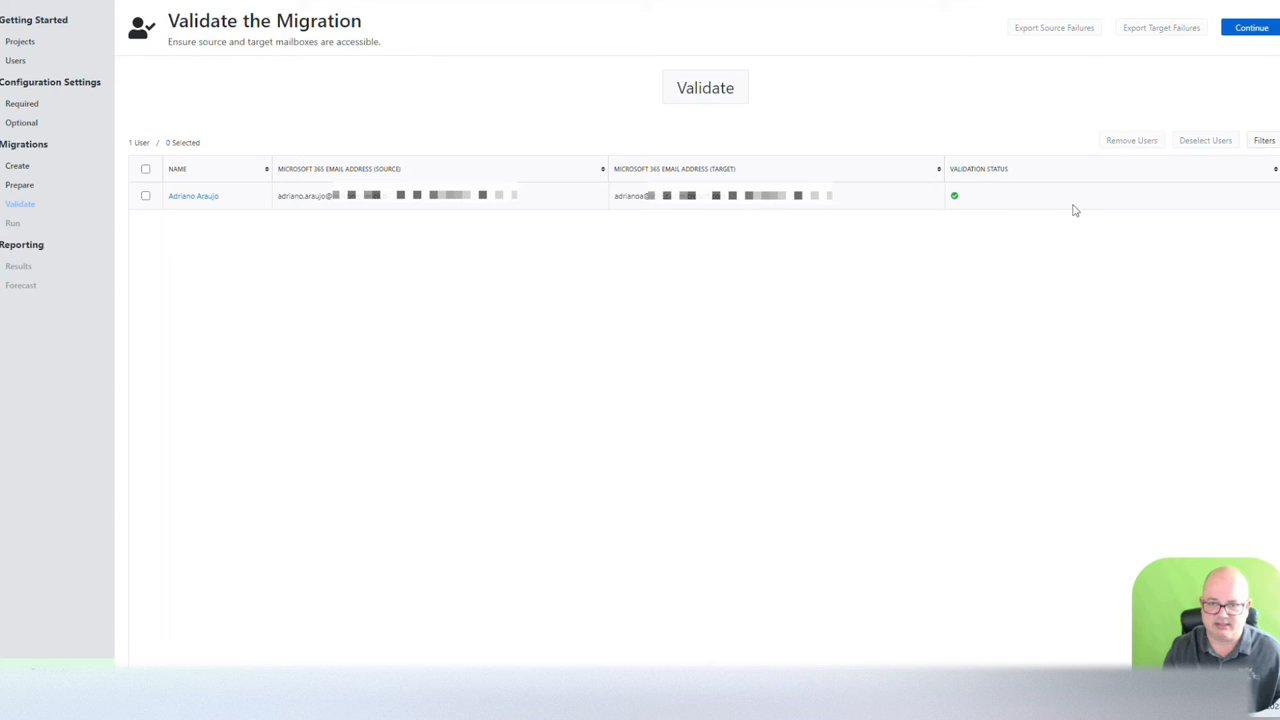 Getting Started
Projects
Users
Configuration Settings
Required
Optional
Migrations
Create
Prepare
Validate
Run
Reporting
Results
Forecast
Validate the Migration
Ensure source and target mailboxes are accessible.
Export Source Failures
Export Target Failures
Continue
Validate
1 User / 0 Selected
Remove Users
Deselect Users
Filters
NAME
MICROSOFT 365 EMAIL ADDRESS (SOURCE)
MICROSOFT 365 EMAIL ADDRESS (TARGET)
VALIDATION STATUS
Adriano Araujo
adriano.araujo@
adrianoa@